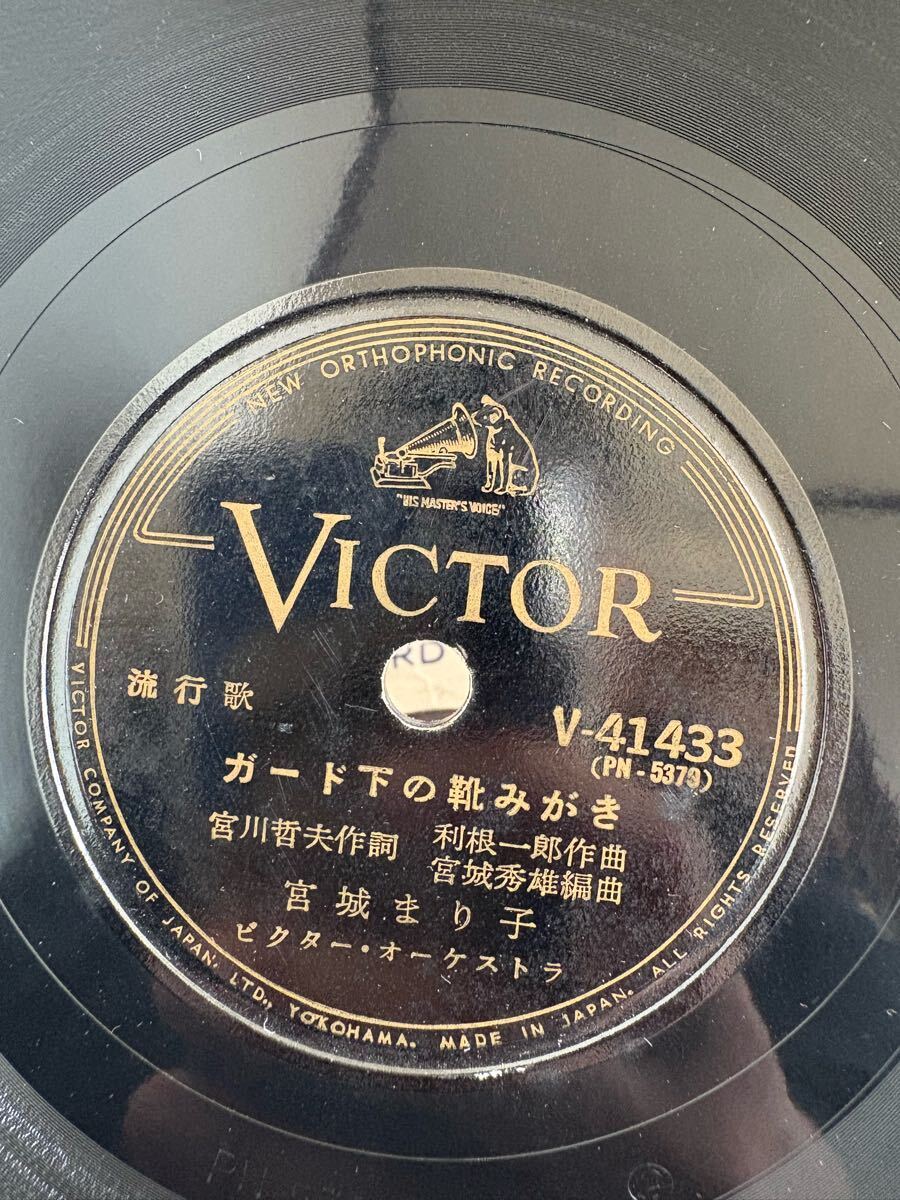 NEW ORTHOPHONIC RECORDING
"HIS MASTER'S VOICE"
VICTOR
RD
流行歌
V-41433
(PN-5379)
ガード下の靴みがき
宮川哲夫作詞 利根一郎作曲
宮城秀雄編曲
宮城まり子
ビクター・オーケストラ
VICTOR COMPANY OF JAPAN, LTD., YOKOHAMA. MADE IN JAPAN. ALL RIGHTS RESERVED